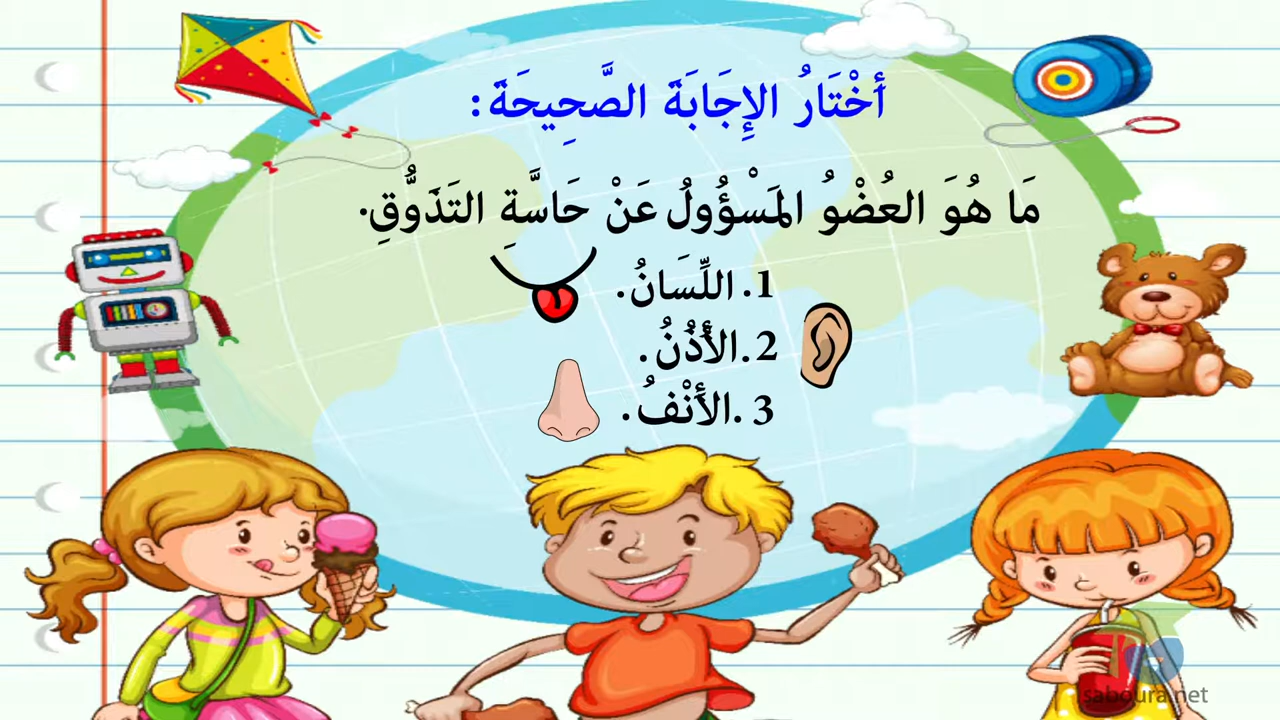 أَخْتَارُ الإِجَابَةَ الصَّحِيحَةَ:
مَا هُوَ العُضْوُ المَسْؤُولُ عَنْ حَاسَّةِ التَذَوُّقِ.
1. اللِّسَانُ.
2. الأُذُنُ.
3. الأَنْفُ.
saboura.net